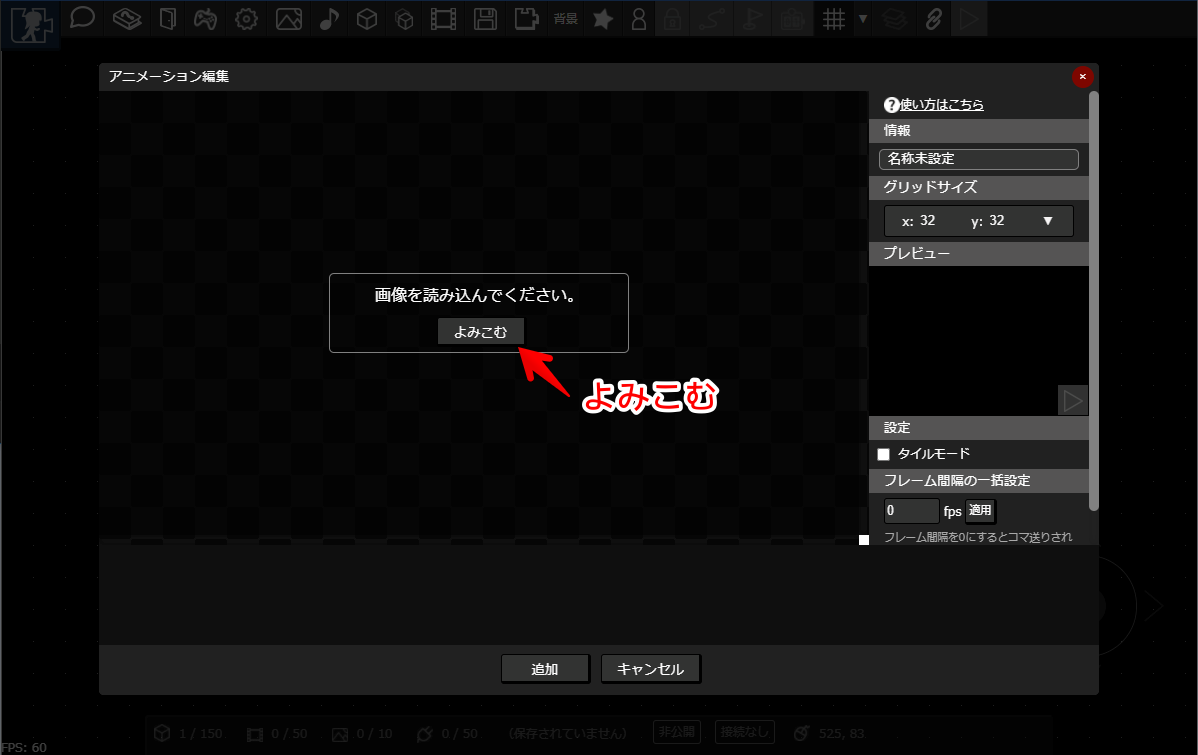 背景
アニメーション編集
×
?使い方はこちら
情報
名称未設定
グリッドサイズ
x: 32 y: 32 ▼
プレビュー
画像を読み込んでください。
よみこむ
よみこむ
設定
タイルモード
フレーム間隔の一括設定
0 fps 適用
フレーム間隔を0にするとコマ送りされ
追加 キャンセル
1 / 150 0 / 50 0 / 10 0 / 50 (保存されていません) 非公開 接続なし 525, 83
FPS: 60